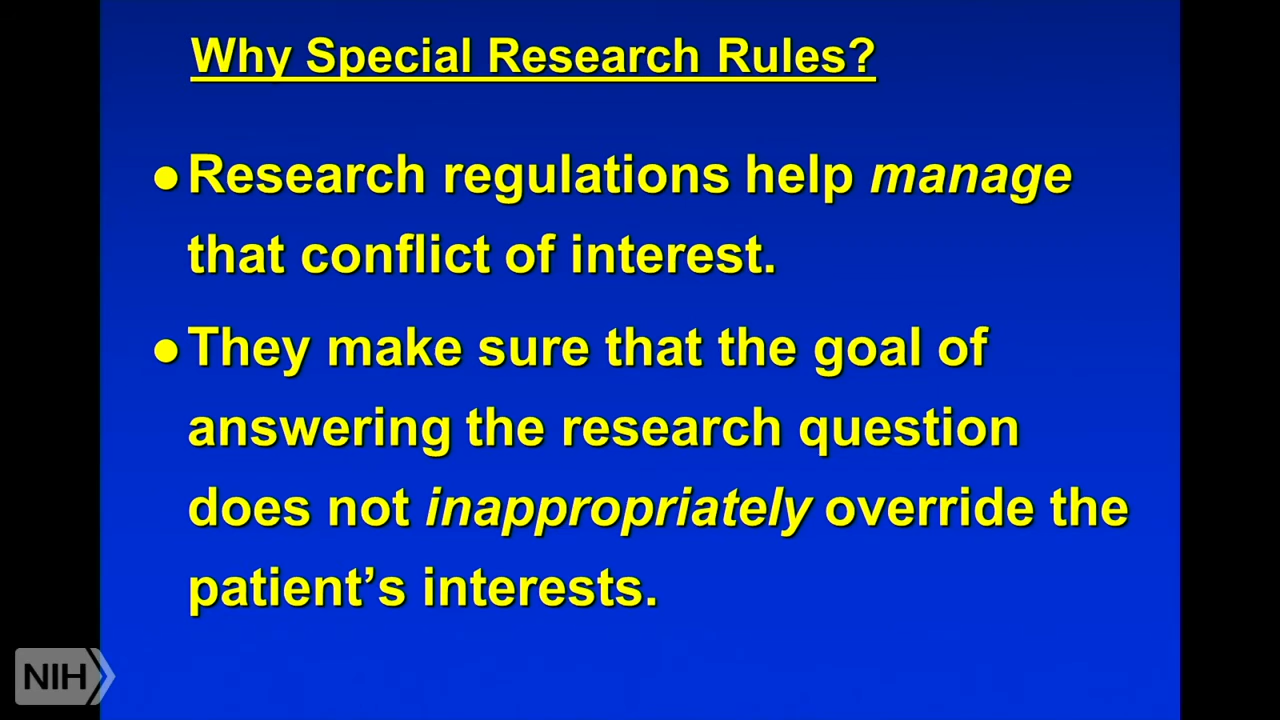 Why Special Research Rules?
● Research regulations help manage
that conflict of interest.
● They make sure that the goal of
answering the research question
does not inappropriately override the
patient’s interests.
NIH